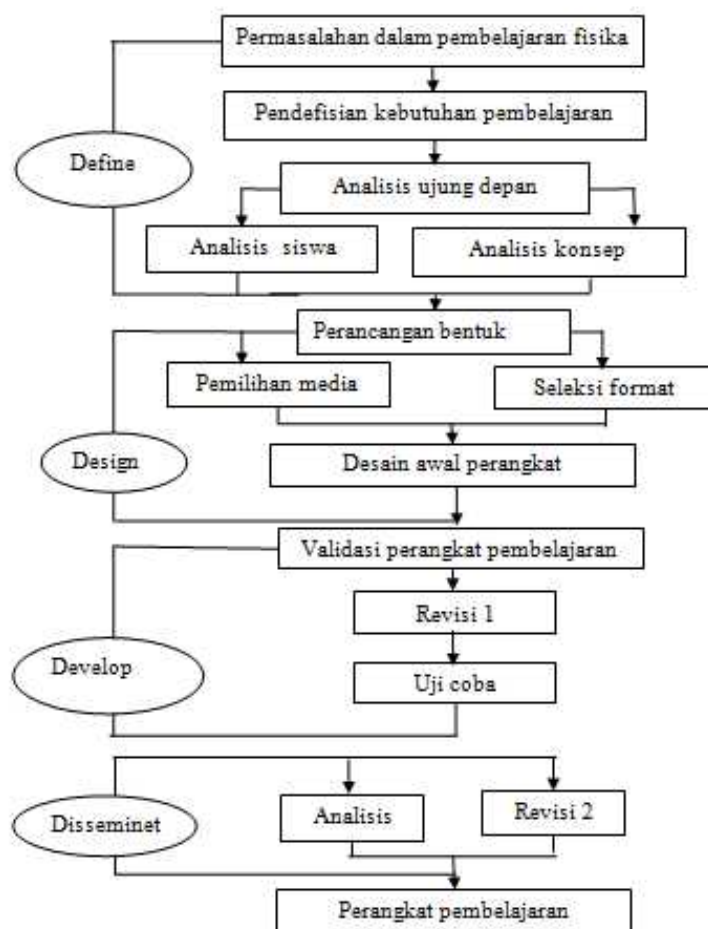 Permasalahan dalam pembelajaran fisika
Pendefisian kebutuhan pembelajaran
Define
Analisis ujung depan
Analisis siswa
Analisis konsep
Perancangan bentuk
Pemilihan media
Seleksi format
Design
Desain awal perangkat
Validasi perangkat pembelajaran
Revisi 1
Develop
Uji coba
Disseminet
Analisis
Revisi 2
Perangkat pembelajaran